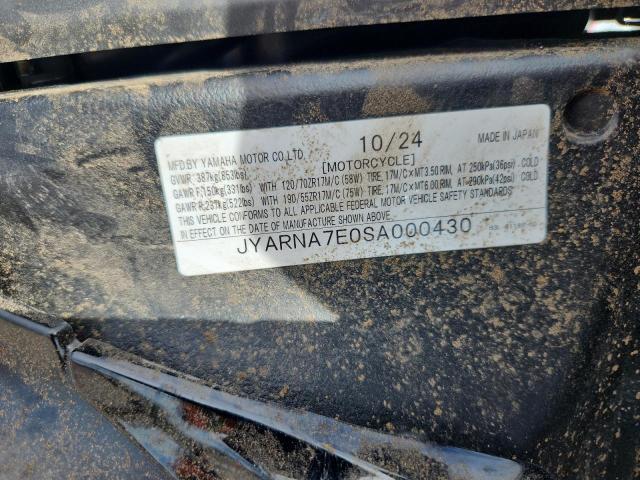 10/24
MFD.BY YAMAHA MOTOR CO.LTD. MADE IN JAPAN
GVWR: 387kg(853lbs) [MOTORCYCLE]
GAWR F:150kg(331lbs) WITH 120/70ZR17M/C (58W) TIRE, 17M/C×MT3.50 RIM, AT 250kPa(36psi) COLD
GAWR R:237kg(522lbs) WITH 190/55ZR17M/C (75W) TIRE, 17M/C×MT6.00 RIM, AT 290kPa(42psi) COLD
THIS VEHICLE CONFORMS TO ALL APPLICABLE FEDERAL MOTOR VEHICLE SAFETY STANDARDS
IN EFFECT ON THE DATE OF MANUFACTURE SHOWN ABOVE.
JYARNA7E0SA000430